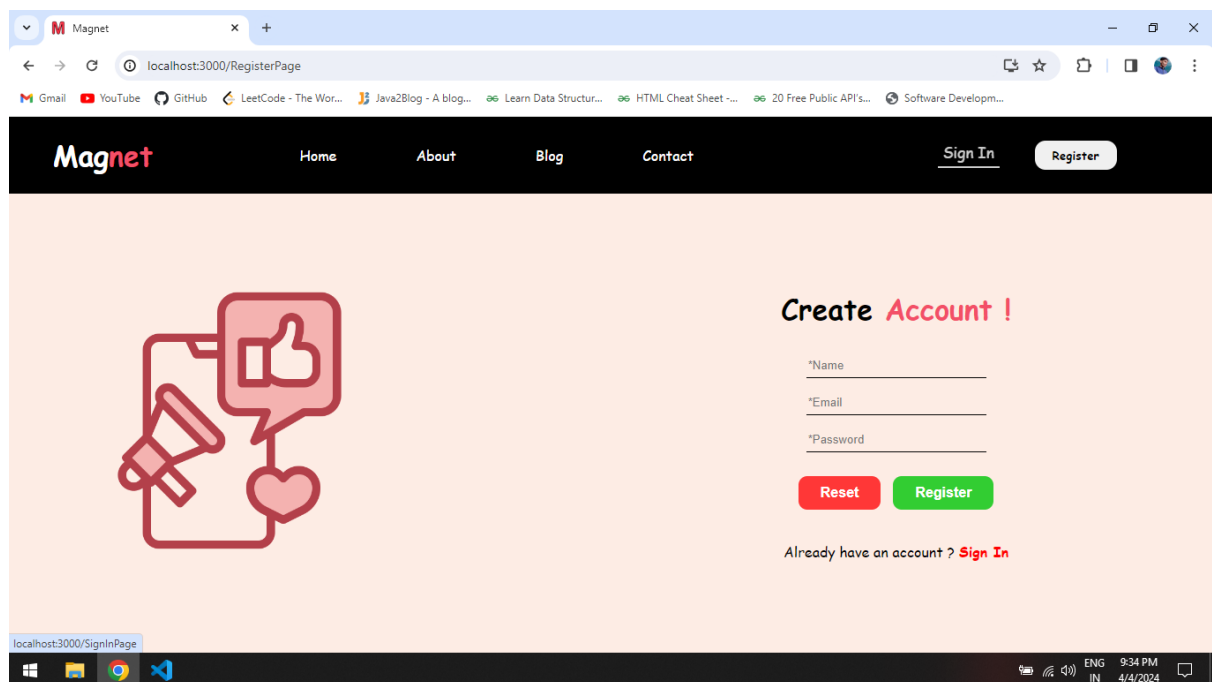 Magnet
localhost:3000/RegisterPage
Gmail YouTube GitHub LeetCode - The Wor... Java2Blog - A blog... Learn Data Structur... HTML Cheat Sheet -... 20 Free Public API's... Software Developm...
Magnet Home About Blog Contact Sign In Register
Create Account !
*Name
*Email
*Password
Reset Register
Already have an account ? Sign In
localhost:3000/SignInPage
ENG 9:34 PM
IN 4/4/2024